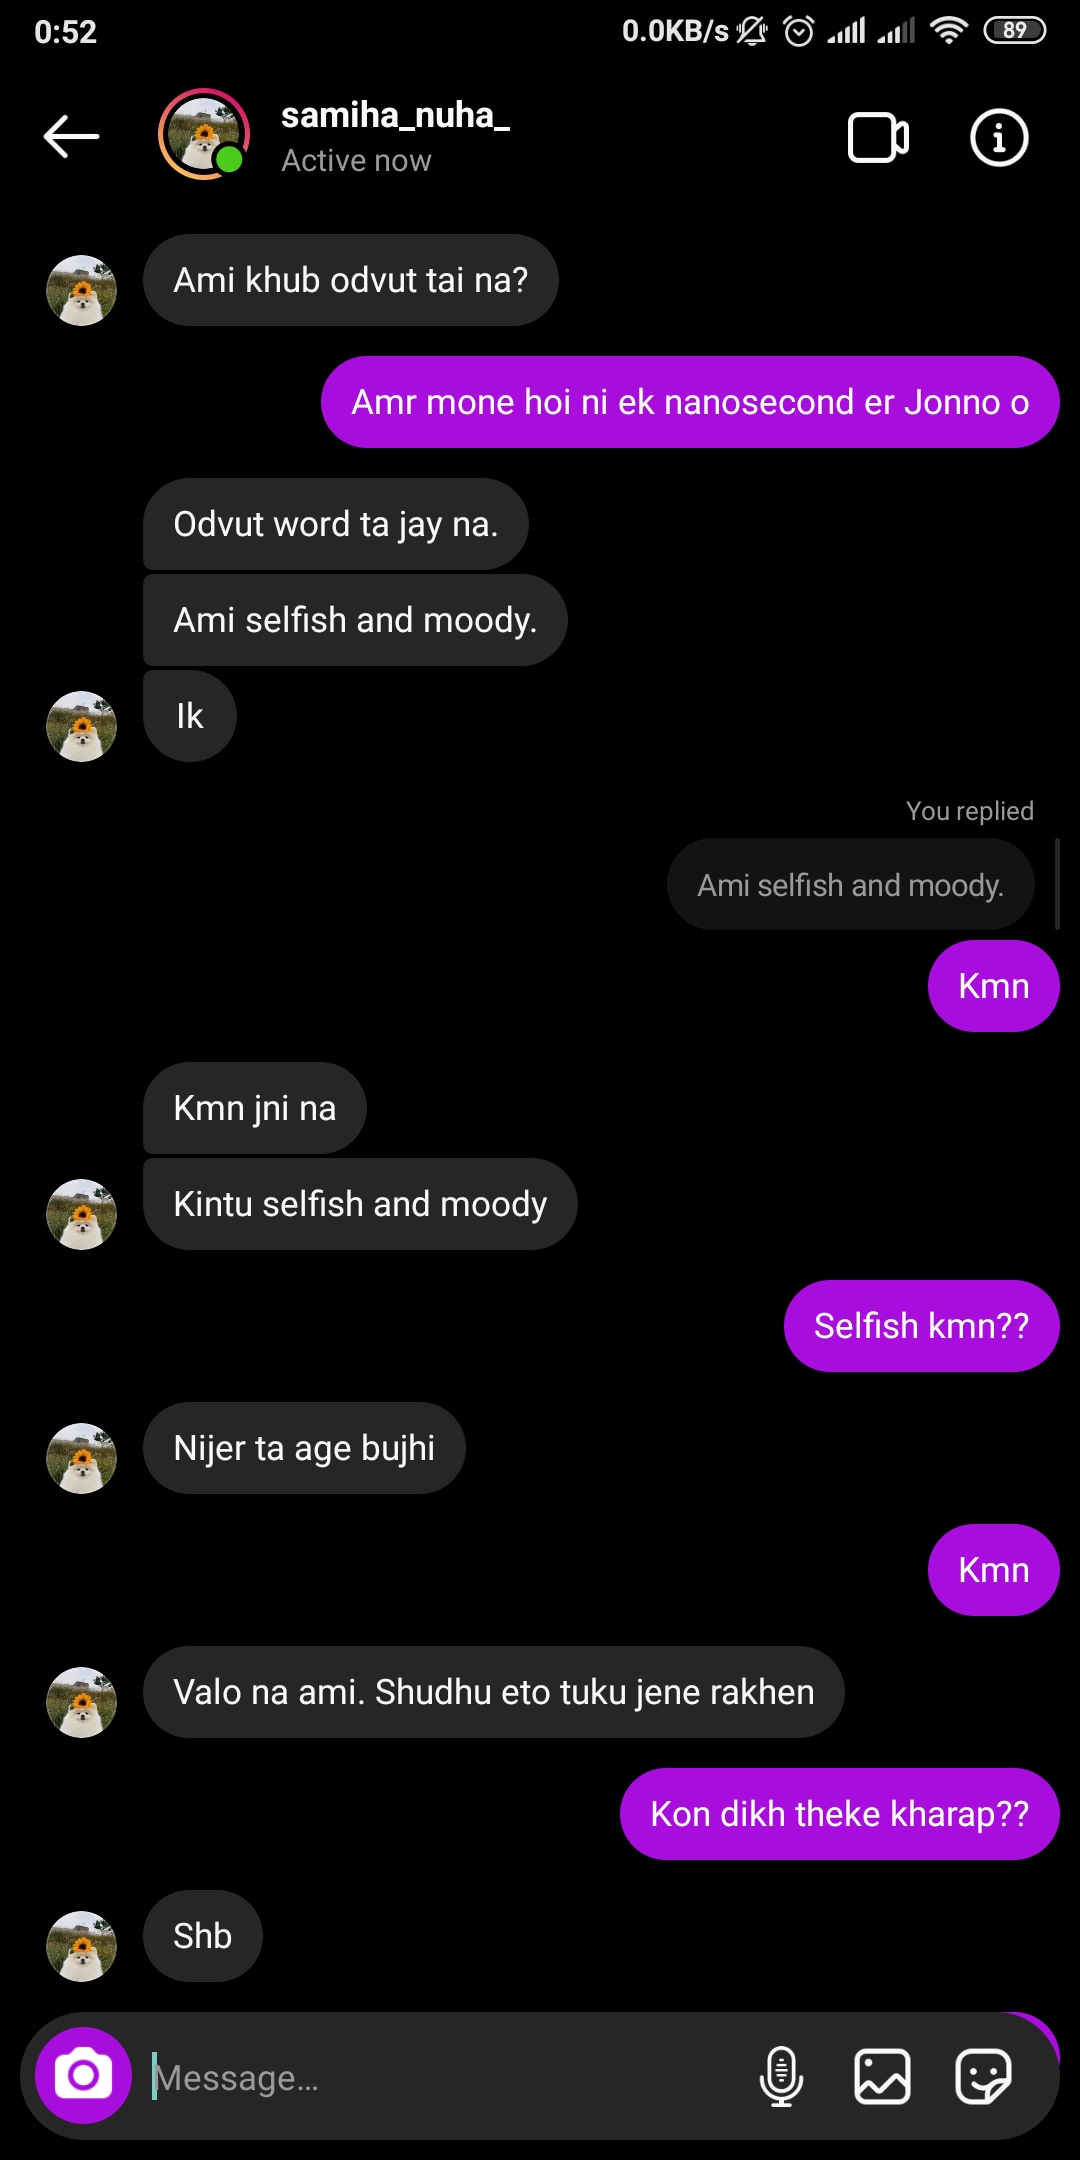 0:52
0.0KB/s
89
samiha_nuha_
Active now
Ami khub odvut tai na?
Amr mone hoi ni ek nanosecond er Jonno o
Odvut word ta jay na.
Ami selfish and moody.
Ik
You replied
Ami selfish and moody.
Kmn
Kmn jni na
Kintu selfish and moody
Selfish kmn??
Nijer ta age bujhi
Kmn
Valo na ami. Shudhu eto tuku jene rakhen
Kon dikh theke kharap??
Shb
Message...